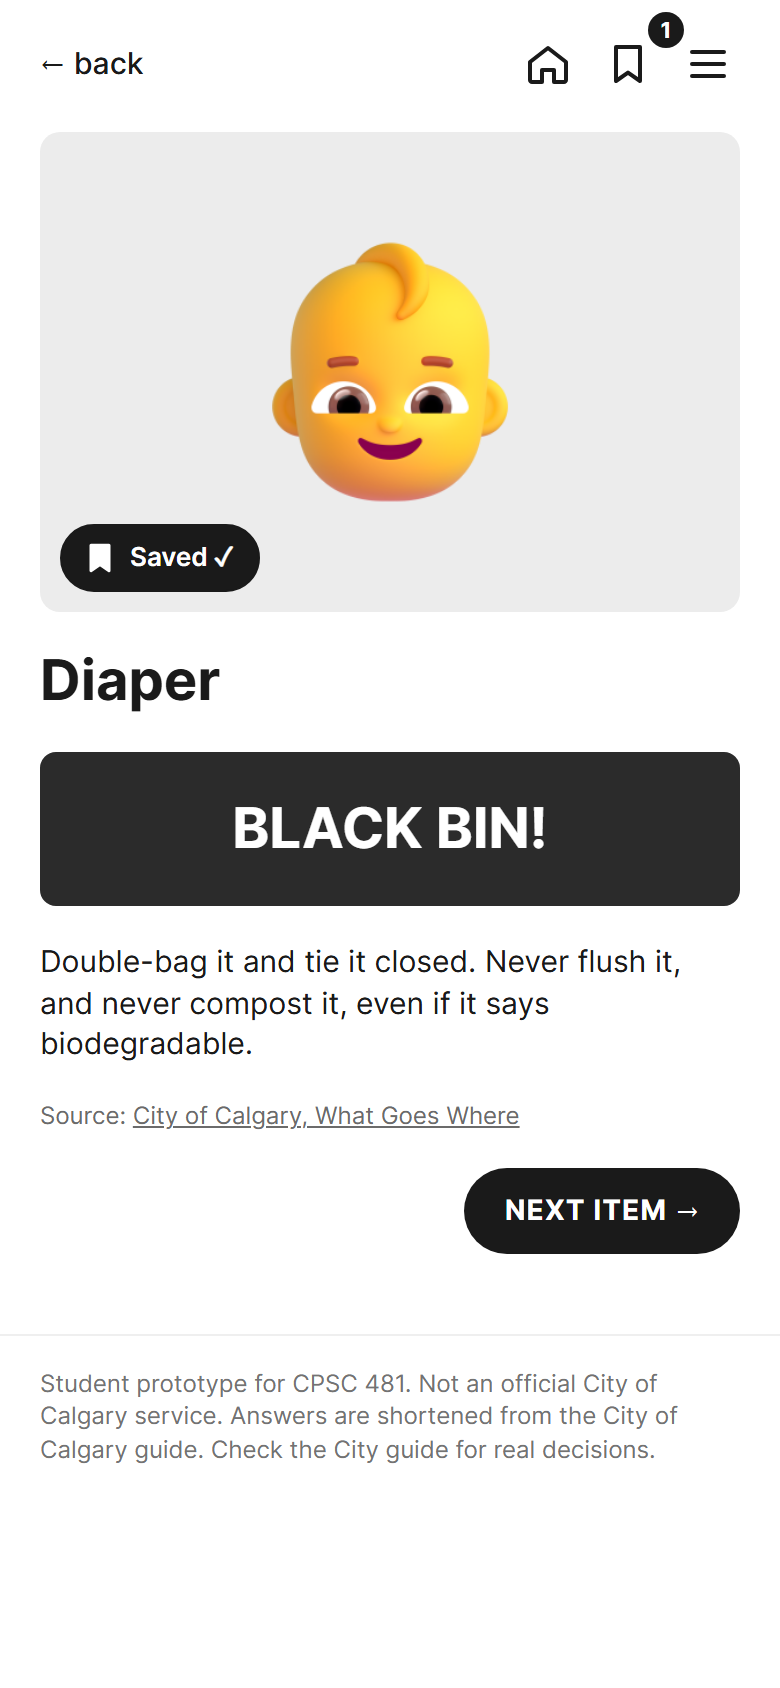 ← back
1
Saved ✓
Diaper
BLACK BIN!
Double-bag it and tie it closed. Never flush it,
and never compost it, even if it says
biodegradable.
Source: City of Calgary, What Goes Where
NEXT ITEM →
Student prototype for CPSC 481. Not an official City of
Calgary service. Answers are shortened from the City of
Calgary guide. Check the City guide for real decisions.